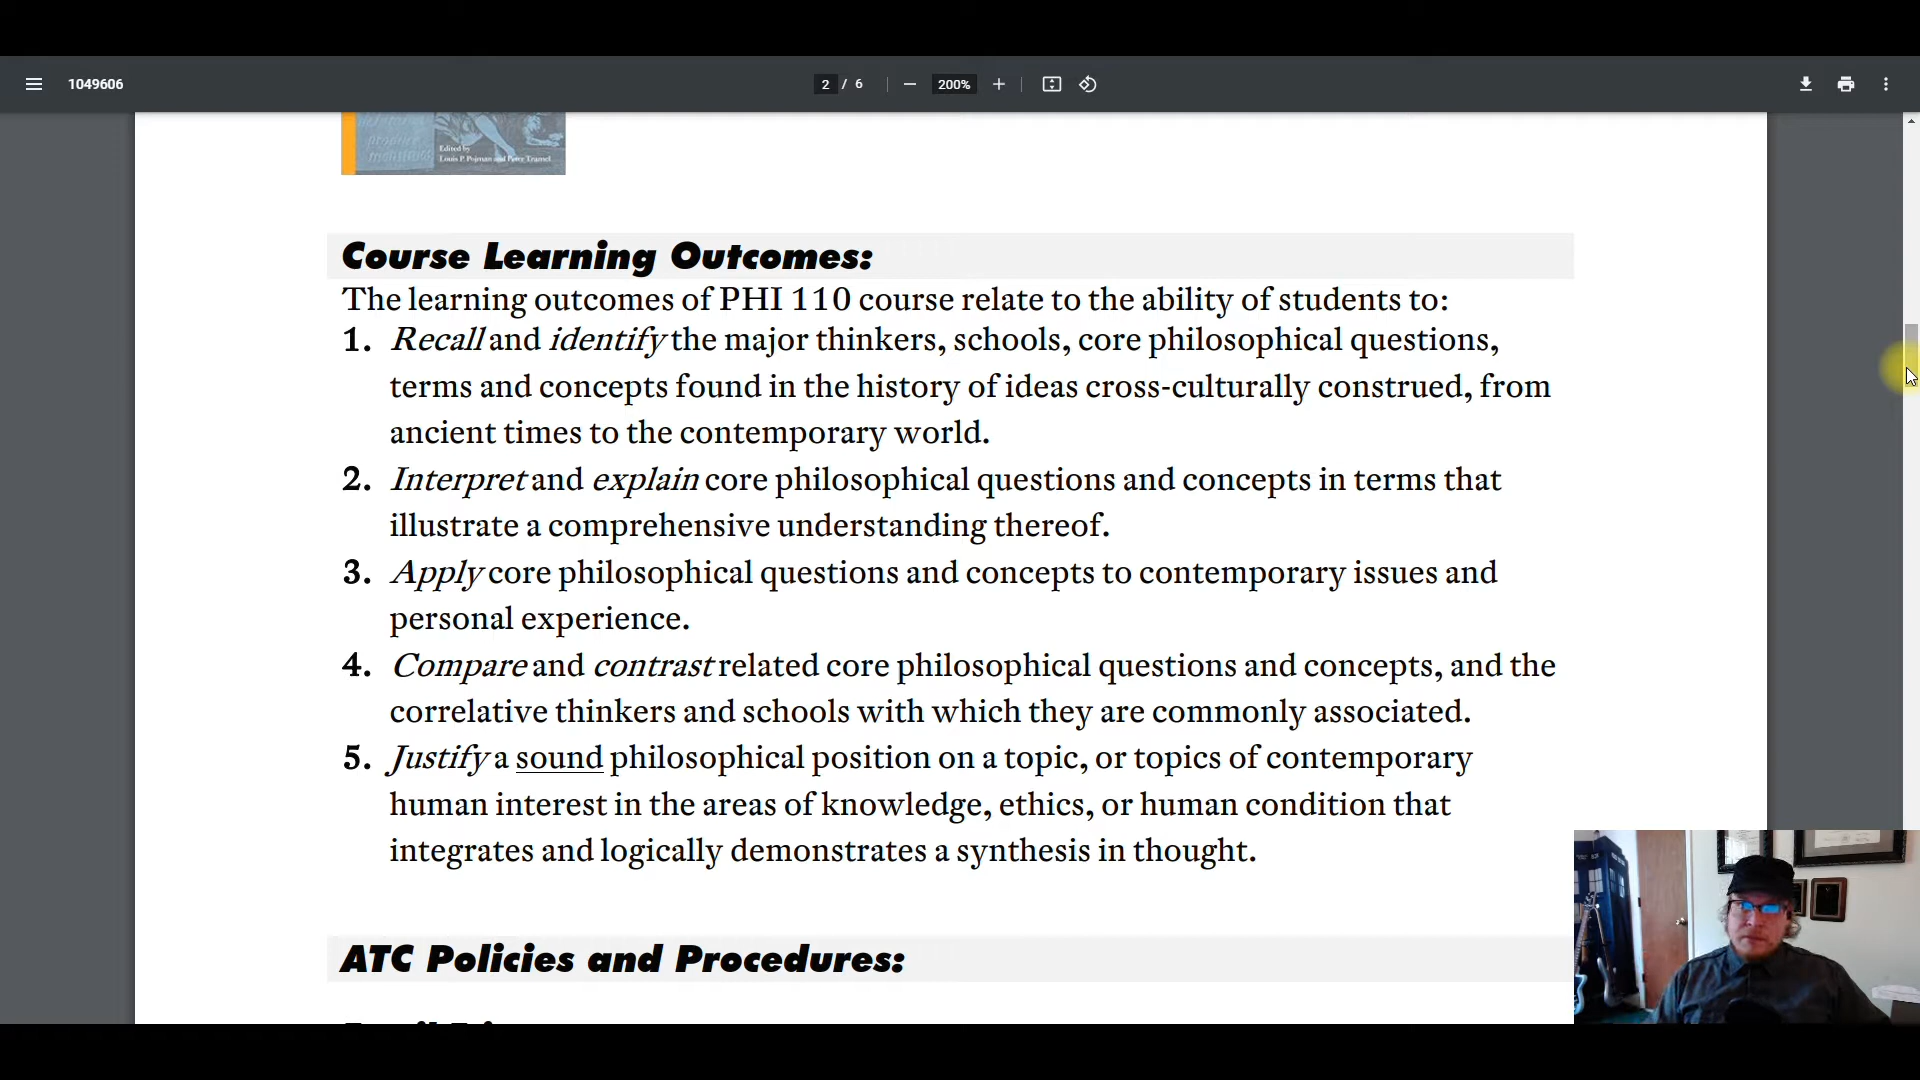 1049606
2 / 6
200%
Edited by
Louis P. Pojman and Peter Tramel
Course Learning Outcomes:
The learning outcomes of PHI 110 course relate to the ability of students to:
1. Recall and identify the major thinkers, schools, core philosophical questions,
terms and concepts found in the history of ideas cross-culturally construed, from
ancient times to the contemporary world.
2. Interpret and explain core philosophical questions and concepts in terms that
illustrate a comprehensive understanding thereof.
3. Apply core philosophical questions and concepts to contemporary issues and
personal experience.
4. Compare and contrast related core philosophical questions and concepts, and the
correlative thinkers and schools with which they are commonly associated.
5. Justify a sound philosophical position on a topic, or topics of contemporary
human interest in the areas of knowledge, ethics, or human condition that
integrates and logically demonstrates a synthesis in thought.
ATC Policies and Procedures: